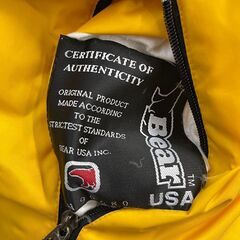 CERTIFICATE OF
AUTHENTICITY
ORIGINAL PRODUCT
MADE ACCORDING
TO THE
STRICTEST STANDARDS
OF
BEAR USA INC.
Bear
USA
TM